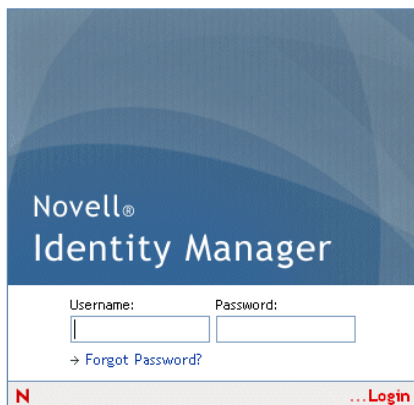 Novell®
Identity Manager
Username: Password:
→ Forgot Password?
N ...Login